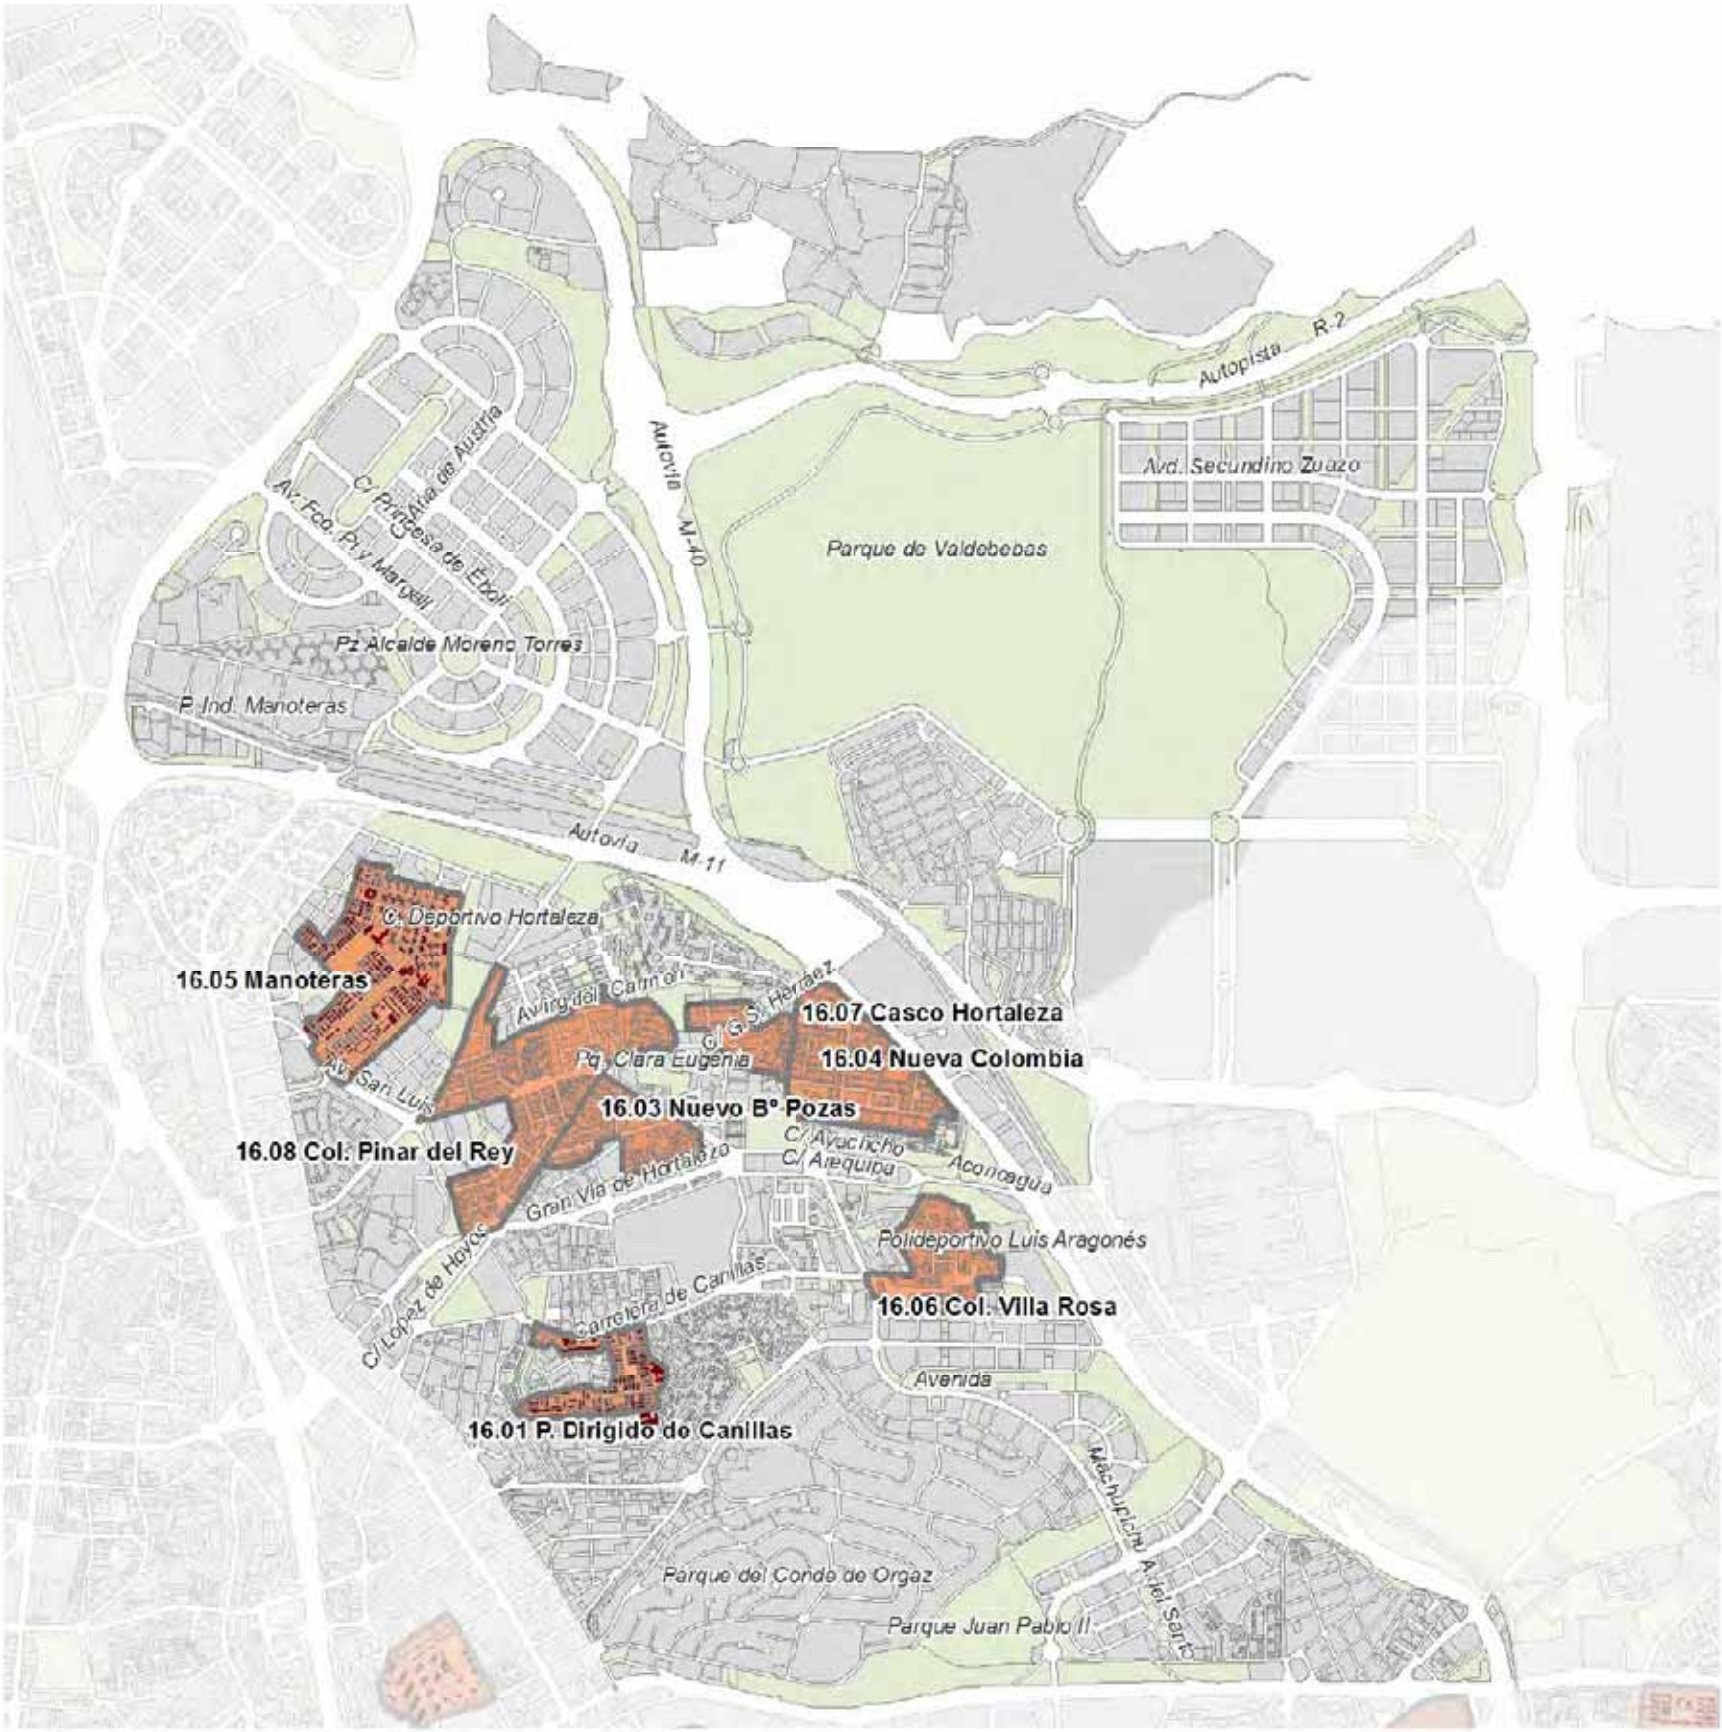 Autopista R-2
Autovía M-40
Avd. Secundino Zuazo
C/ Ana de Austria
C/ Princesa de Éboli
Av. Fco. Pi y Margall
Parque de Valdebebas
Pz Alcalde Moreno Torres
P. Ind. Manoteras
Autovía M-11
C. Deportivo Hortaleza
16.05 Manoteras
Av Virg del Carmen
C/ G.S. Herráez
16.07 Casco Hortaleza
Pq. Clara Eugenia
16.04 Nueva Colombia
Av. San Luis
16.03 Nuevo Bº Pozas
16.08 Col. Pinar del Rey
C/ Ayacucho
C/ Arequipa
Aconcagua
Gran Vía de Hortaleza
C/ López de Hoyos
Polideportivo Luis Aragonés
Carretera de Canillas
16.06 Col. Villa Rosa
Avenida
16.01 P. Dirigido de Canillas
Machupichu
Ariel Santo
Parque del Conde de Orgaz
Parque Juan Pablo II